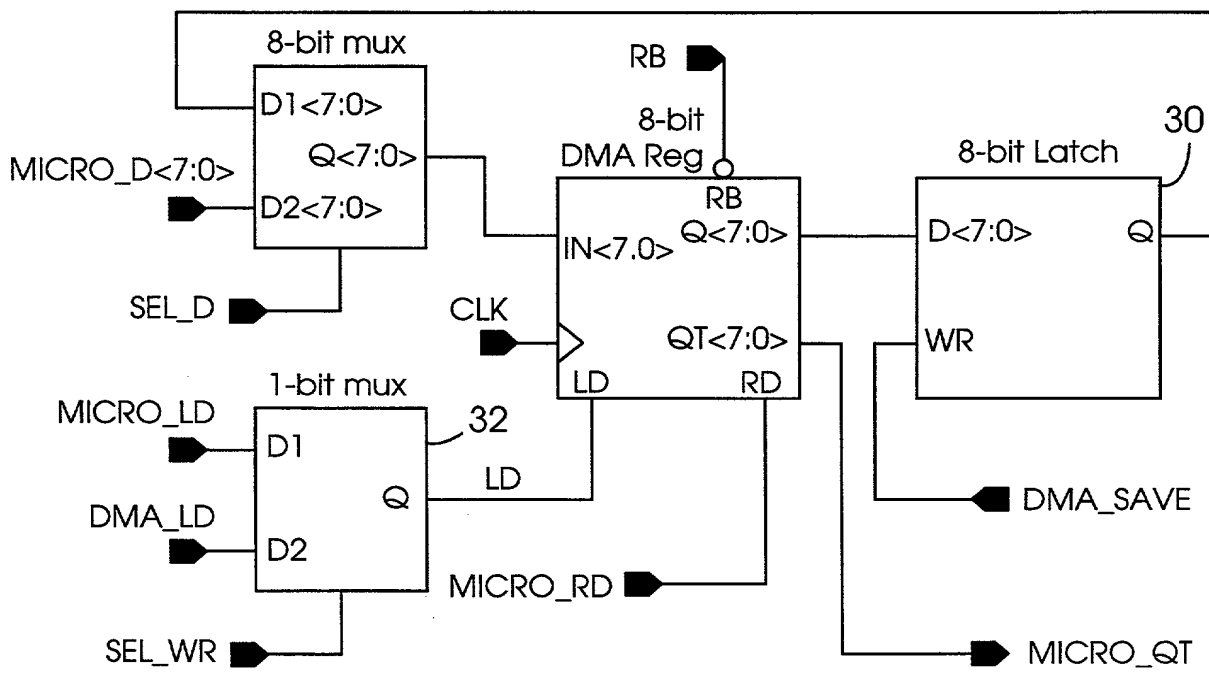 8-bit mux
D1<7:0>
Q<7:0>
D2<7:0>
MICRO_D<7:0>
SEL_D
RB
8-bit
DMA Reg
RB
IN<7.0>
Q<7:0>
QT<7:0>
CLK
LD
RD
8-bit Latch
30
D<7:0>
Q
WR
1-bit mux
32
MICRO_LD
D1
Q
LD
DMA_LD
D2
SEL_WR
MICRO_RD
DMA_SAVE
MICRO_QT